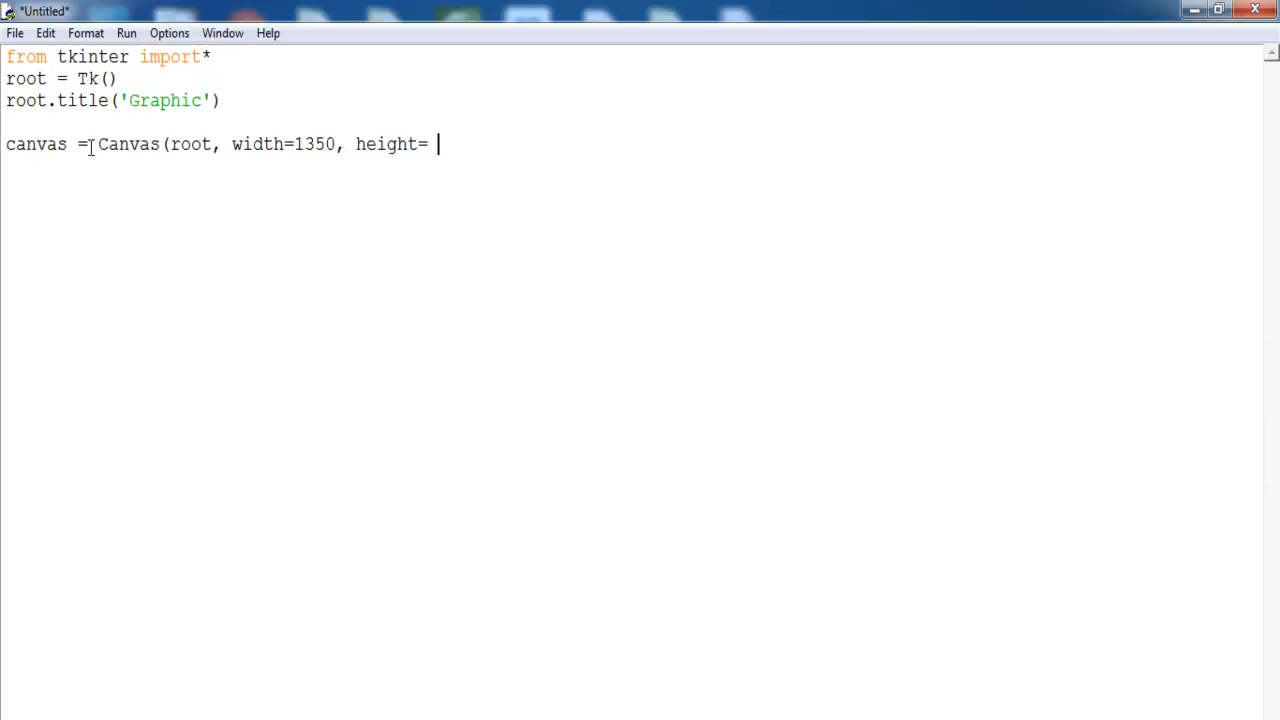 *Untitled*
File Edit Format Run Options Window Help
from tkinter import*
root = Tk()
root.title('Graphic')
canvas = Canvas(root, width=1350, height=